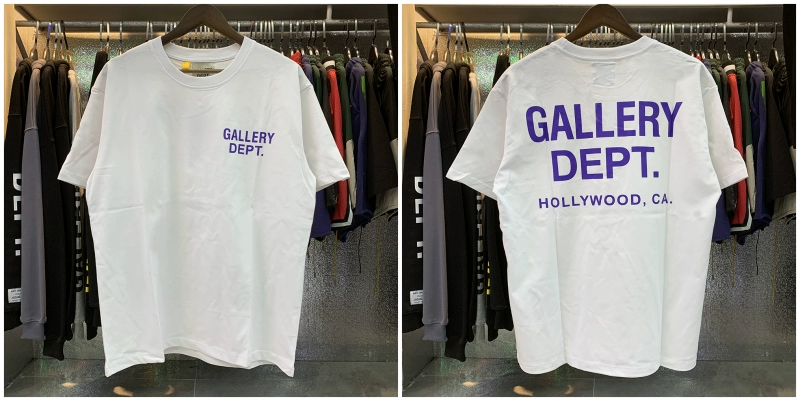 GALLERY
DEPT.
GALLERY
DEPT.
HOLLYWOOD, CA.